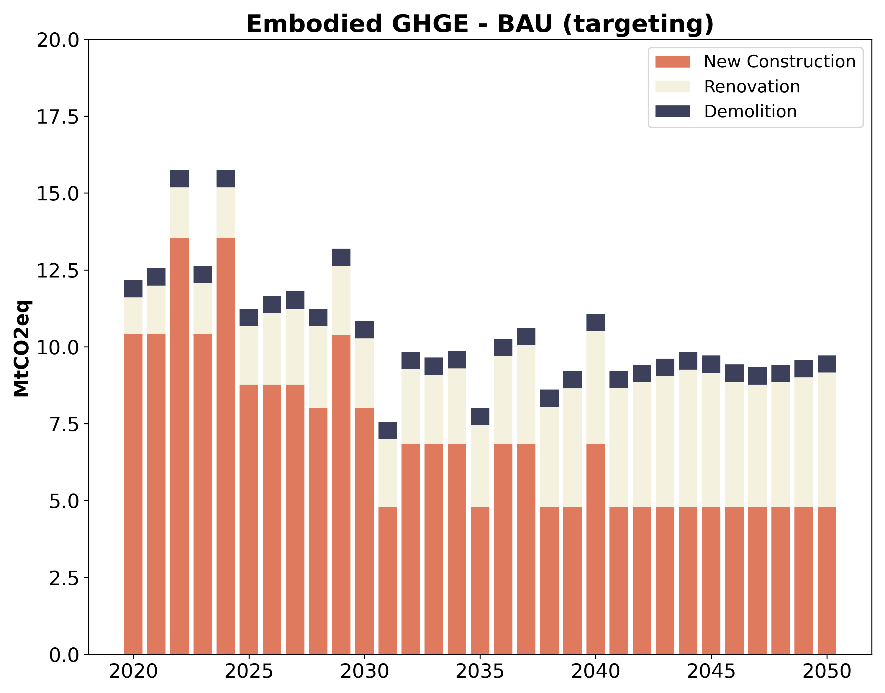 Embodied GHGE - BAU (targeting)
New Construction
Renovation
Demolition
MtCO2eq
20.0
17.5
15.0
12.5
10.0
7.5
5.0
2.5
0.0
2020 2025 2030 2035 2040 2045 2050